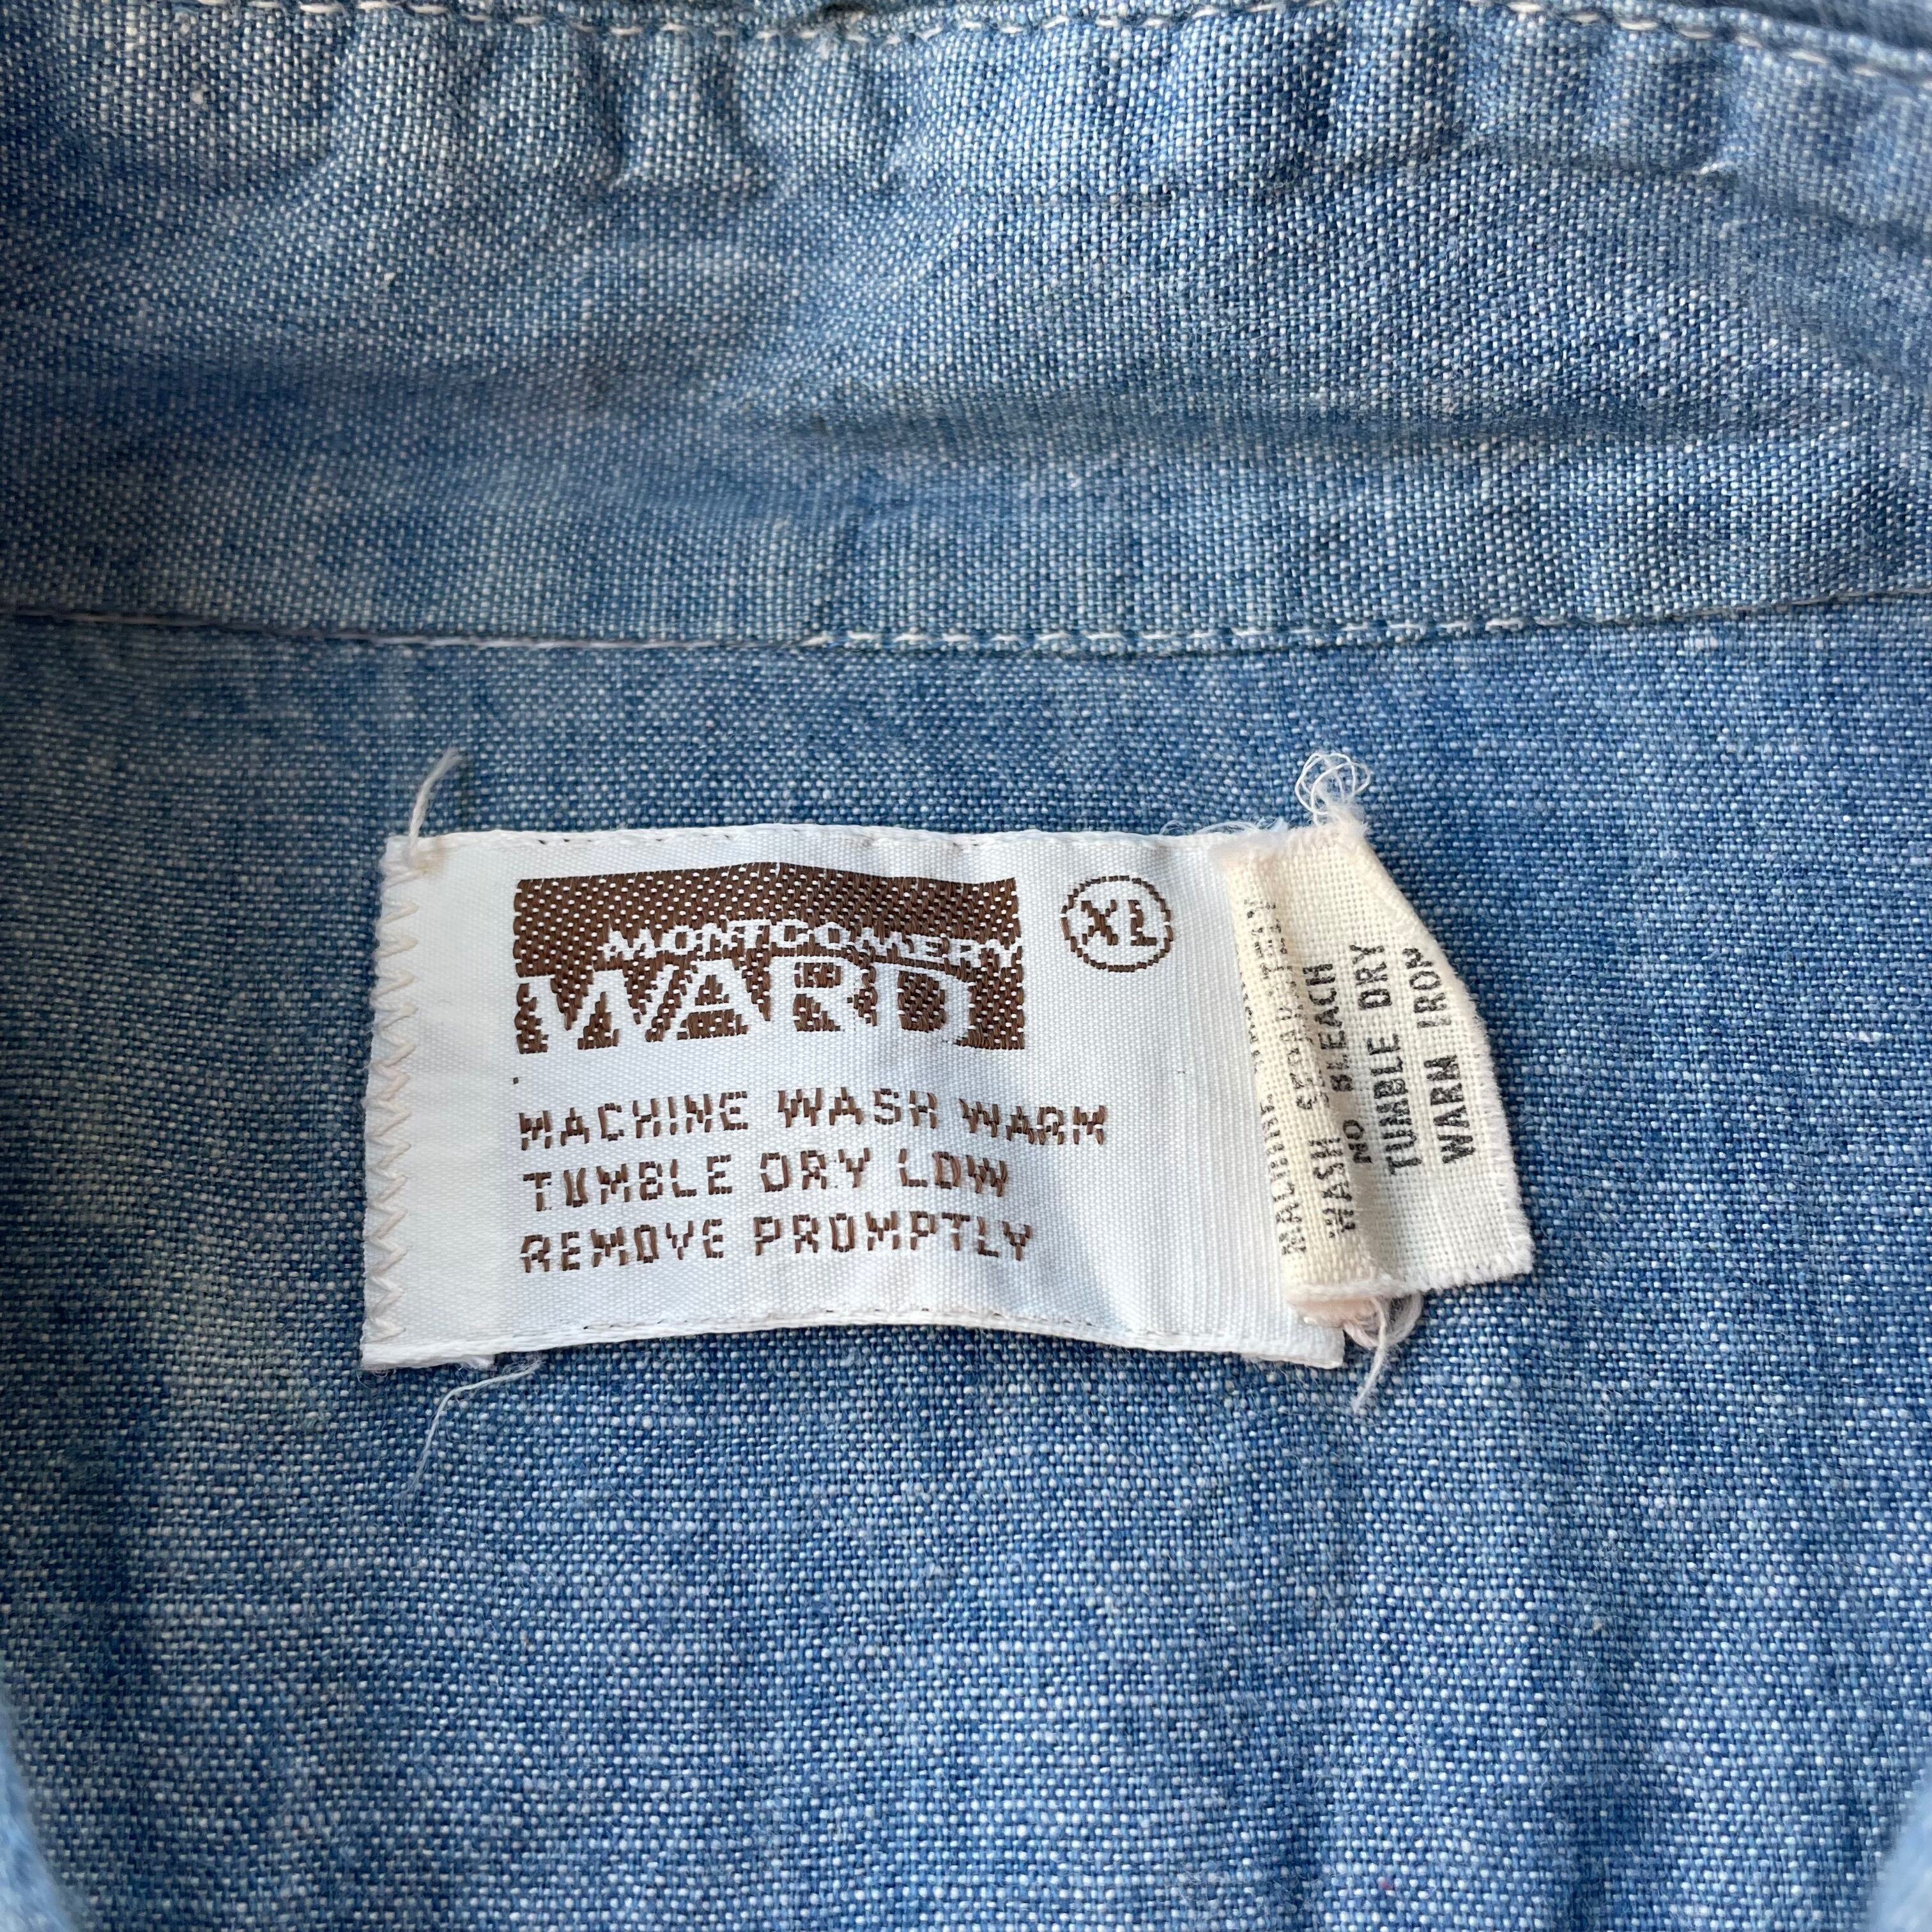 MONTGOMERY
WARD
XL
MACHINE WASH WARM
TUMBLE DRY LOW
REMOVE PROMPTLY
WASH SEPARATELY
NO BLEACH
TUMBLE DRY
WARM IRON